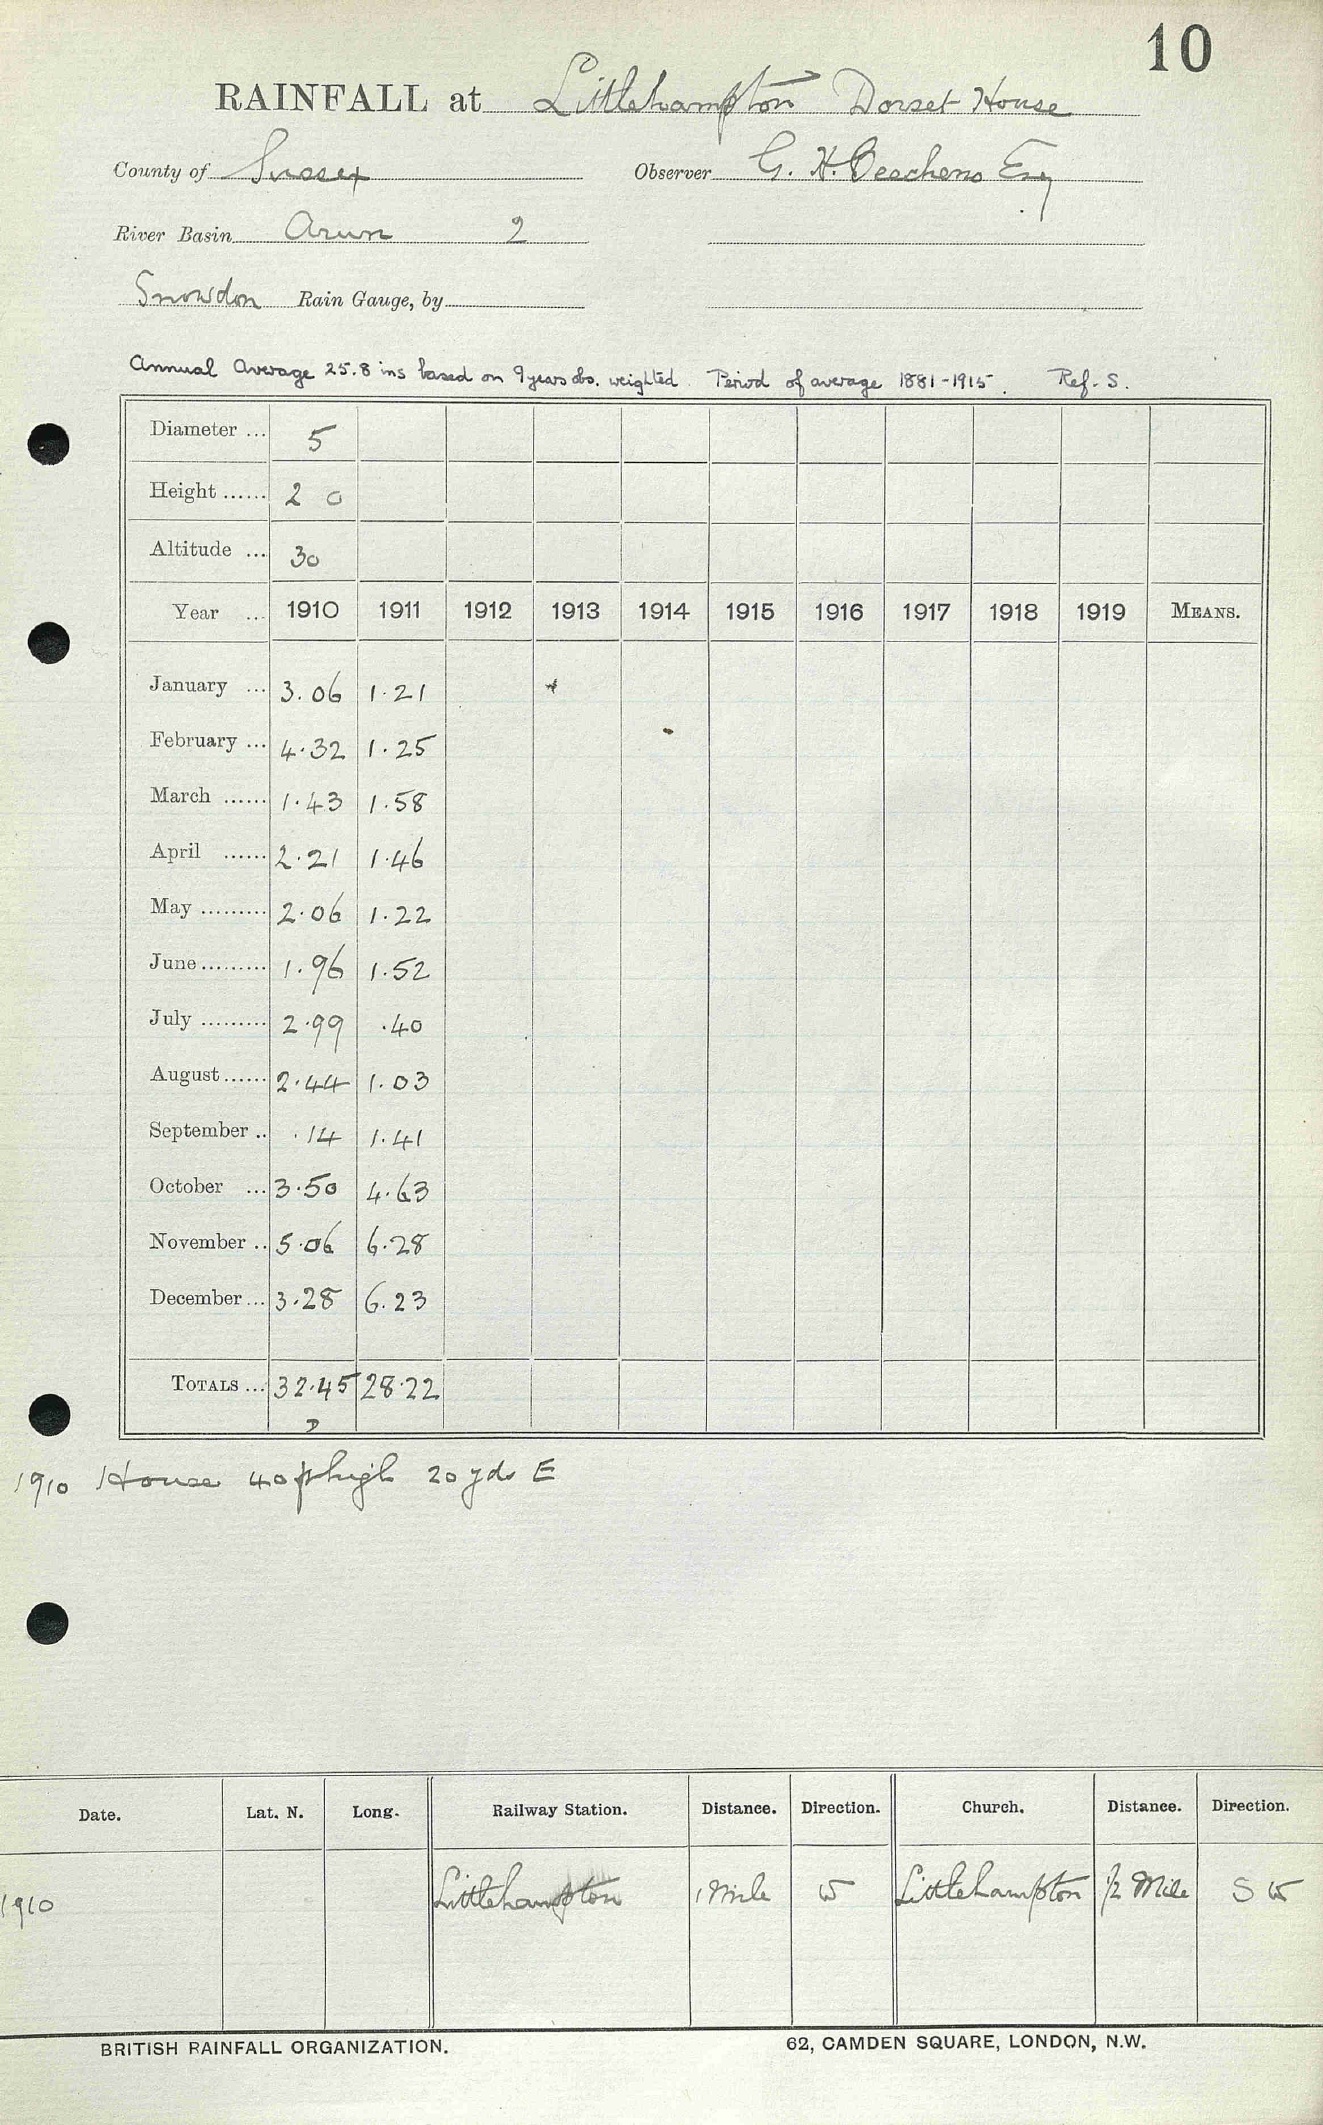 10
RAINFALL at Littlehampton Dorset House
County of Sussex Observer G. H. Esq
River Basin Arun 2
Snowdon Rain Gauge, by
Annual Average 25.8 ins based on 9 years obs. weighted. Period of average 1881-1915. Ref. S.
Diameter ... 5
Height ...... 2 0
Altitude ... 30
Year ... 1910 1911 1912 1913 1914 1915 1916 1917 1918 1919 MEANS.
January ... 3.06 1.21
February ... 4.32 1.25
March ...... 1.43 1.58
April ...... 2.21 1.46
May ......... 2.06 1.22
June ......... 1.96 1.52
July ......... 2.99 .40
August ...... 2.44 1.03
September .. .14 1.41
October ... 3.50 4.63
November .. 5.06 6.28
December ... 3.28 6.23
TOTALS ... 32.45 28.22
1910 House 40 ft high 20 yds E
Date. Lat. N. Long. Railway Station. Distance. Direction. Church. Distance. Direction.
1910 Littlehampton 1 Mile W Littlehampton 1/2 Mile S W
BRITISH RAINFALL ORGANIZATION. 62, CAMDEN SQUARE, LONDON, N.W.